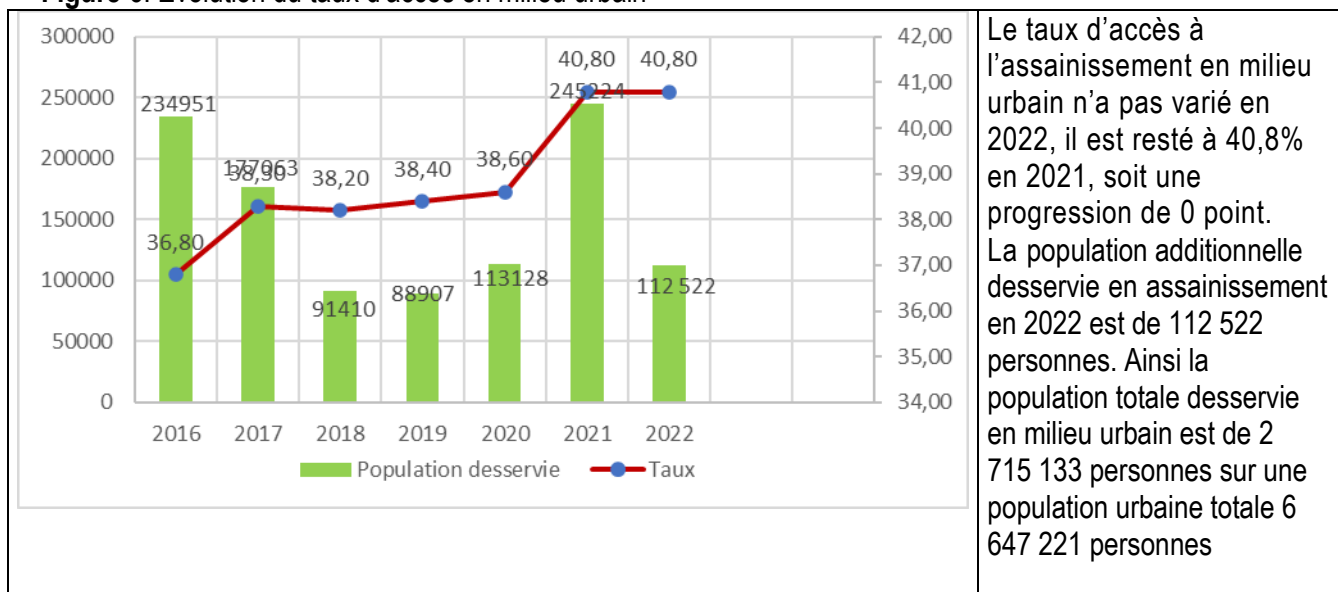 Figure Evolution du taux d’accès en milieu urbain
300000
250000
200000
150000
100000
50000
0
42,00
41,00
40,00
39,00
38,00
37,00
36,00
35,00
34,00
234951
177063
91410
88907
113128
245224
112 522
36,80
38,30
38,20
38,40
38,60
40,80
40,80
2016 2017 2018 2019 2020 2021 2022
Population desservie
Taux
Le taux d’accès à
l’assainissement en milieu
urbain n’a pas varié en
2022, il est resté à 40,8%
en 2021, soit une
progression de 0 point.
La population additionnelle
desservie en assainissement
en 2022 est de 112 522
personnes. Ainsi la
population totale desservie
en milieu urbain est de 2
715 133 personnes sur une
population urbaine totale 6
647 221 personnes